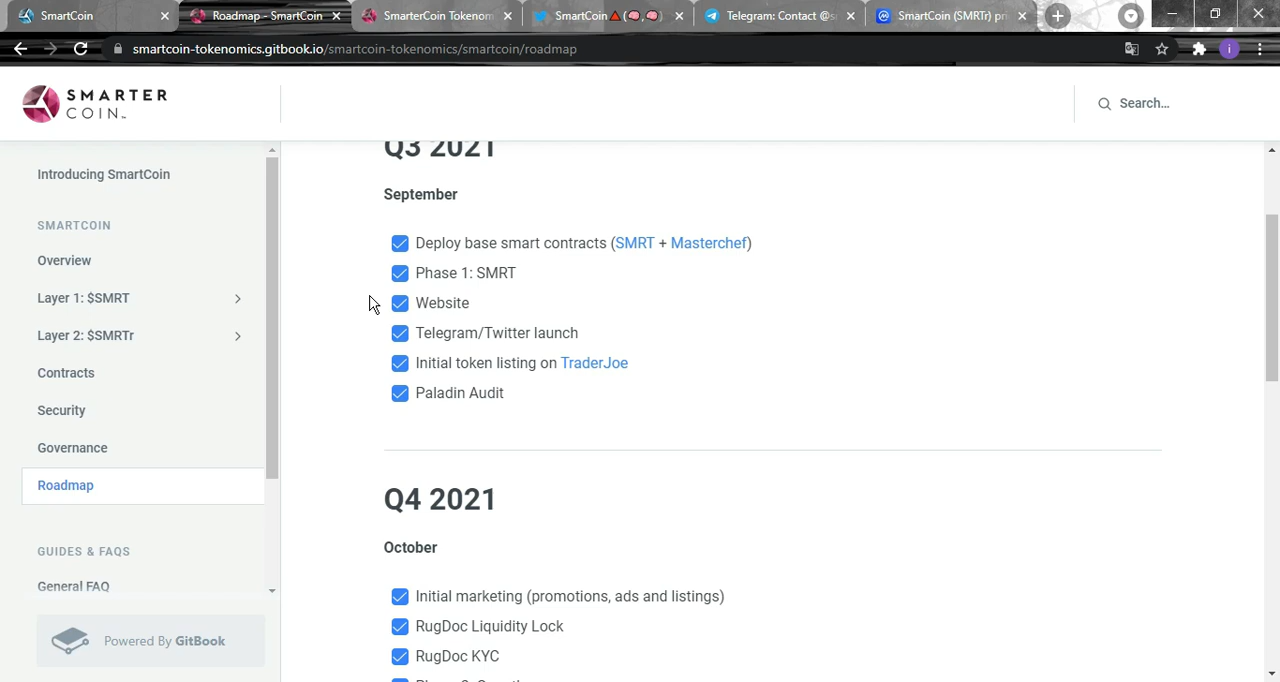 SmartCoin
Roadmap - SmartCoin
SmarterCoin Tokenom
SmartCoin🔺(🧠,🧠)
Telegram: Contact @s
SmartCoin (SMRTr) pri
smartcoin-tokenomics.gitbook.io/smartcoin-tokenomics/smartcoin/roadmap
i
SMARTER
COIN™
Search...
Introducing SmartCoin
SMARTCOIN
Overview
Layer 1: $SMRT
Layer 2: $SMRTr
Contracts
Security
Governance
Roadmap
GUIDES & FAQS
General FAQ
Powered By GitBook
Q3 2021
September
Deploy base smart contracts (SMRT + Masterchef)
Phase 1: SMRT
Website
Telegram/Twitter launch
Initial token listing on TraderJoe
Paladin Audit
Q4 2021
October
Initial marketing (promotions, ads and listings)
RugDoc Liquidity Lock
RugDoc KYC